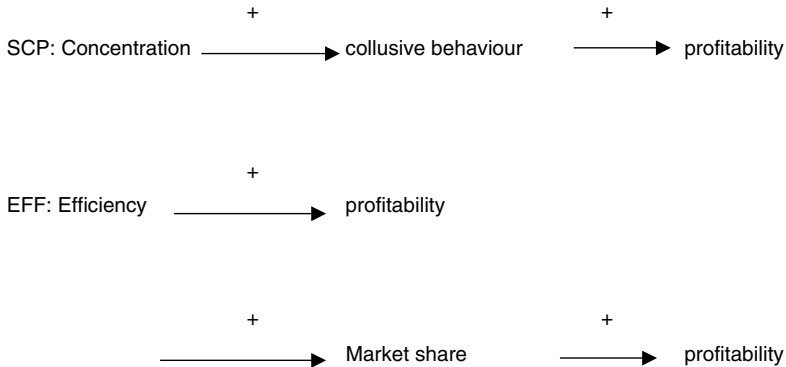 + +
SCP: Concentration collusive behaviour profitability
+
EFF: Efficiency profitability
+ +
Market share profitability